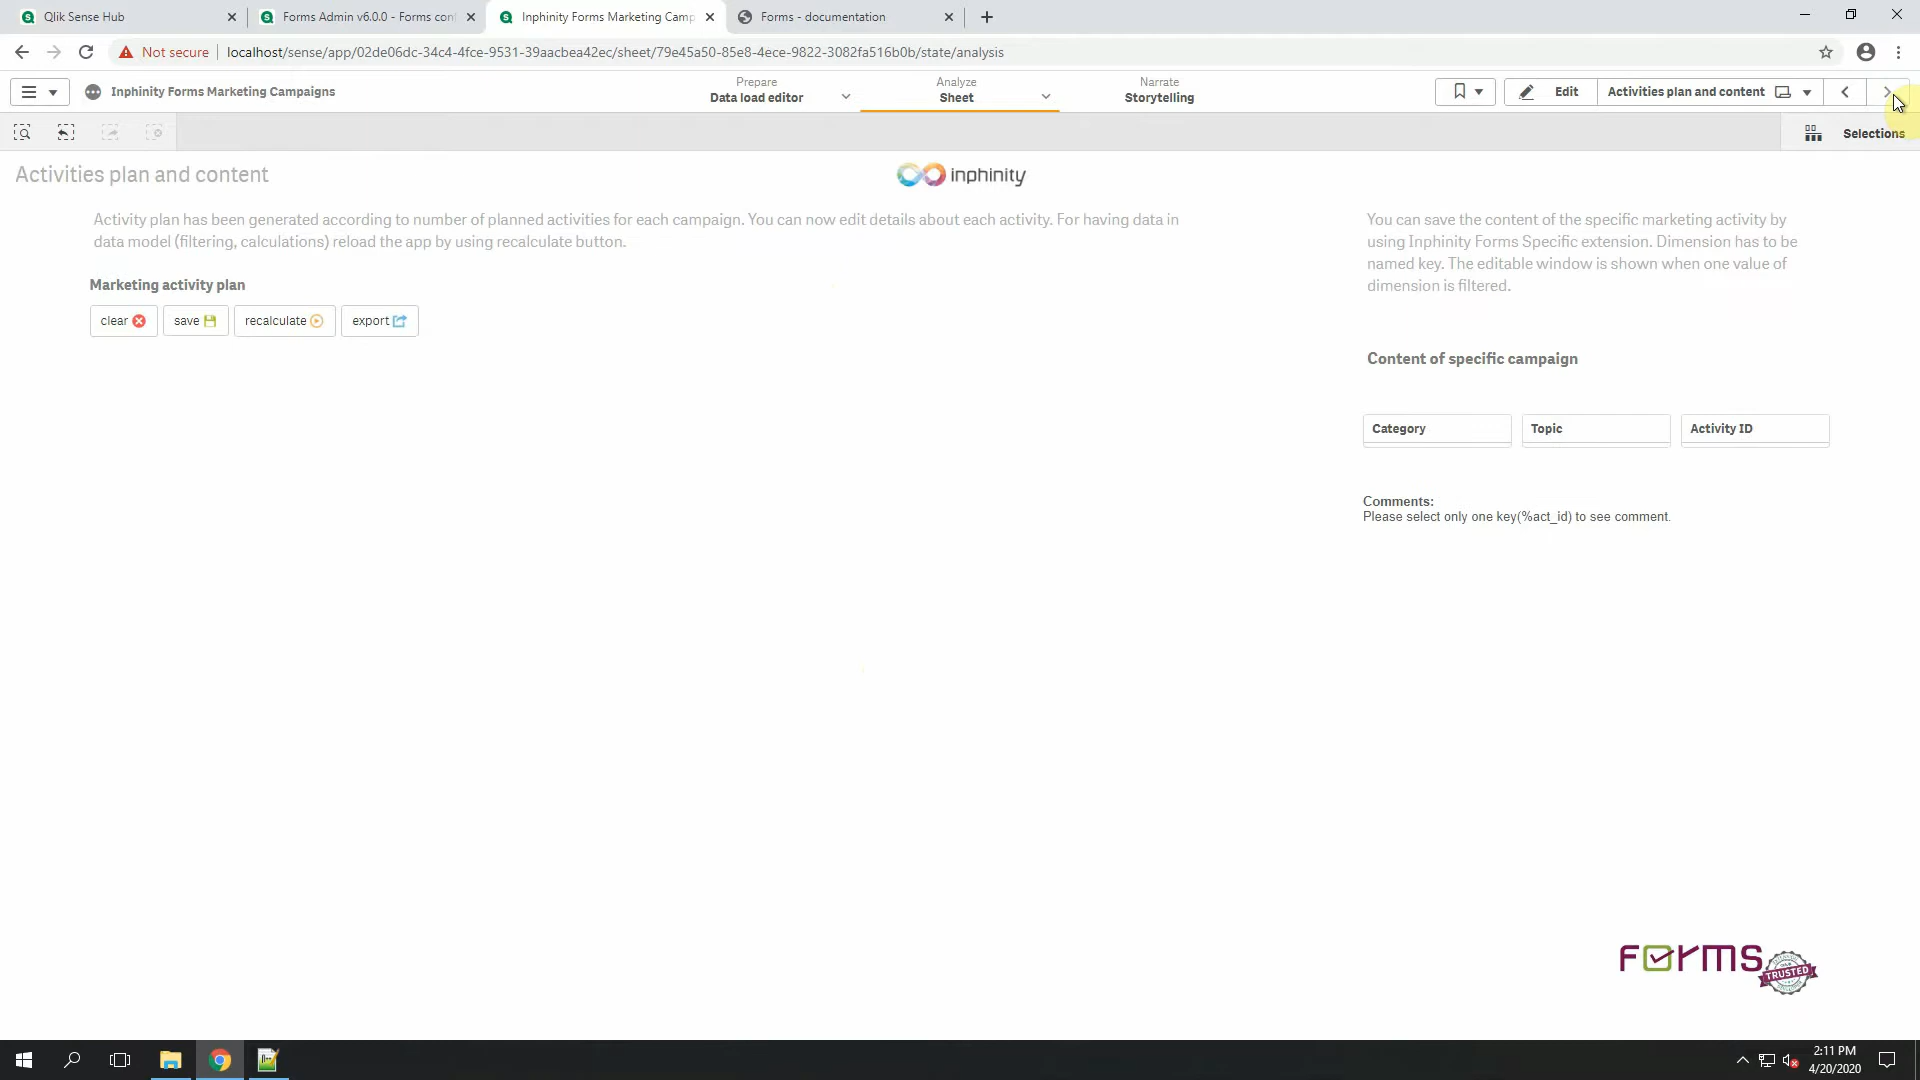 Qlik Sense Hub
Forms Admin v6.0.0 - Forms con
Inphinity Forms Marketing Camp
Forms - documentation
Not secure
localhost/sense/app/02de06dc-34c4-4fce-9531-39aacbea42ec/sheet/79e45a50-85e8-4ece-9822-3082fa516b0b/state/analysis
Inphinity Forms Marketing Campaigns
Prepare
Data load editor
Analyze
Sheet
Narrate
Storytelling
Edit
Activities plan and content
Selections
Activities plan and content
inphinity
Activity plan has been generated according to number of planned activities for each campaign. You can now edit details about each activity. For having data in
data model (filtering, calculations) reload the app by using recalculate button.
You can save the content of the specific marketing activity by
using Inphinity Forms Specific extension. Dimension has to be
named key. The editable window is shown when one value of
dimension is filtered.
Marketing activity plan
clear
save
recalculate
export
Content of specific campaign
Category
Topic
Activity ID
Comments:
Please select only one key(%act_id) to see comment.
FORMS
TRUSTED
2:11 PM
4/20/2020